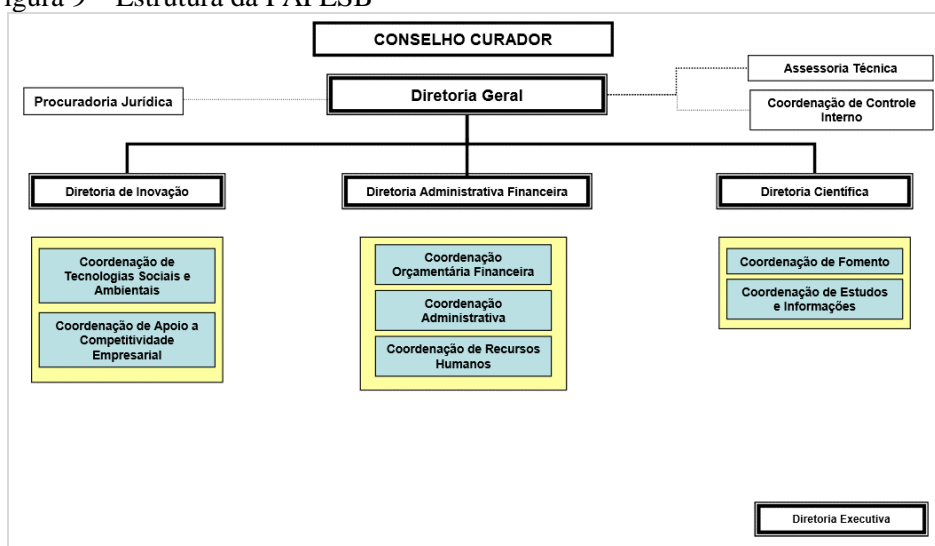 igura 9 – Estrutura da FAPESB
CONSELHO CURADOR
Assessoria Técnica
Procuradoria Jurídica
Diretoria Geral
Coordenação de Controle
Interno
Diretoria de Inovação
Diretoria Administrativa Financeira
Diretoria Científica
Coordenação de
Tecnologias Sociais e
Ambientais
Coordenação de Apoio a
Competitividade
Empresarial
Coordenação
Orçamentária Financeira
Coordenação
Administrativa
Coordenação de Recursos
Humanos
Coordenação de Fomento
Coordenação de Estudos
e Informações
Diretoria Executiva